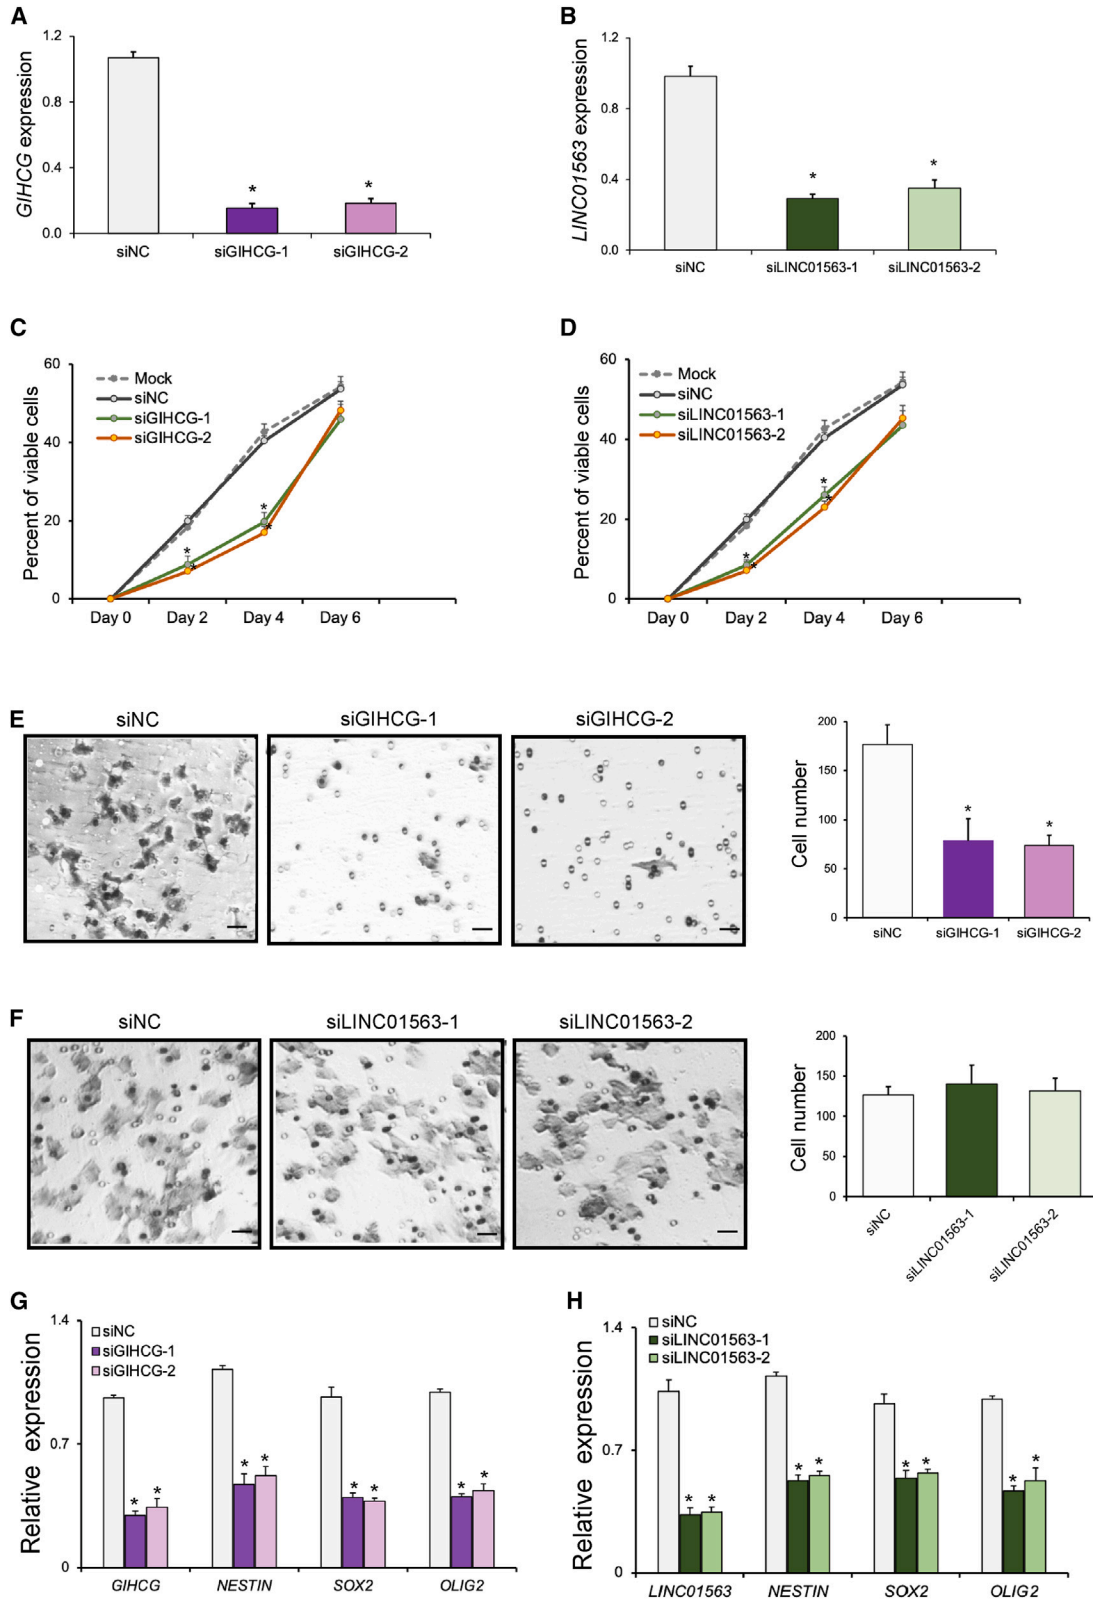 A
GIHCG expression
1.2
0.8
0.4
0.0
*
*
siNC
siGIHCG-1
siGIHCG-2
B
LINC01563 expression
1.2
0.8
0.4
0.0
*
*
siNC
siLINC01563-1
siLINC01563-2
C
Percent of viable cells
60
40
20
0
Mock
siNC
siGIHCG-1
siGIHCG-2
*
*
*
*
Day 0
Day 2
Day 4
Day 6
D
Percent of viable cells
60
40
20
0
Mock
siNC
siLINC01563-1
siLINC01563-2
*
*
*
*
Day 0
Day 2
Day 4
Day 6
E
siNC
siGIHCG-1
siGIHCG-2
Cell number
200
150
100
50
0
*
*
siNC
siGIHCG-1
siGIHCG-2
F
siNC
siLINC01563-1
siLINC01563-2
Cell number
200
150
100
50
0
siNC
siLINC01563-1
siLINC01563-2
G
Relative expression
1.4
0.7
0
siNC
siGIHCG-1
siGIHCG-2
* *
* *
* *
* *
GIHCG
NESTIN
SOX2
OLIG2
H
Relative expression
1.4
0.7
0
siNC
siLINC01563-1
siLINC01563-2
* *
* *
* *
* *
LINC01563
NESTIN
SOX2
OLIG2